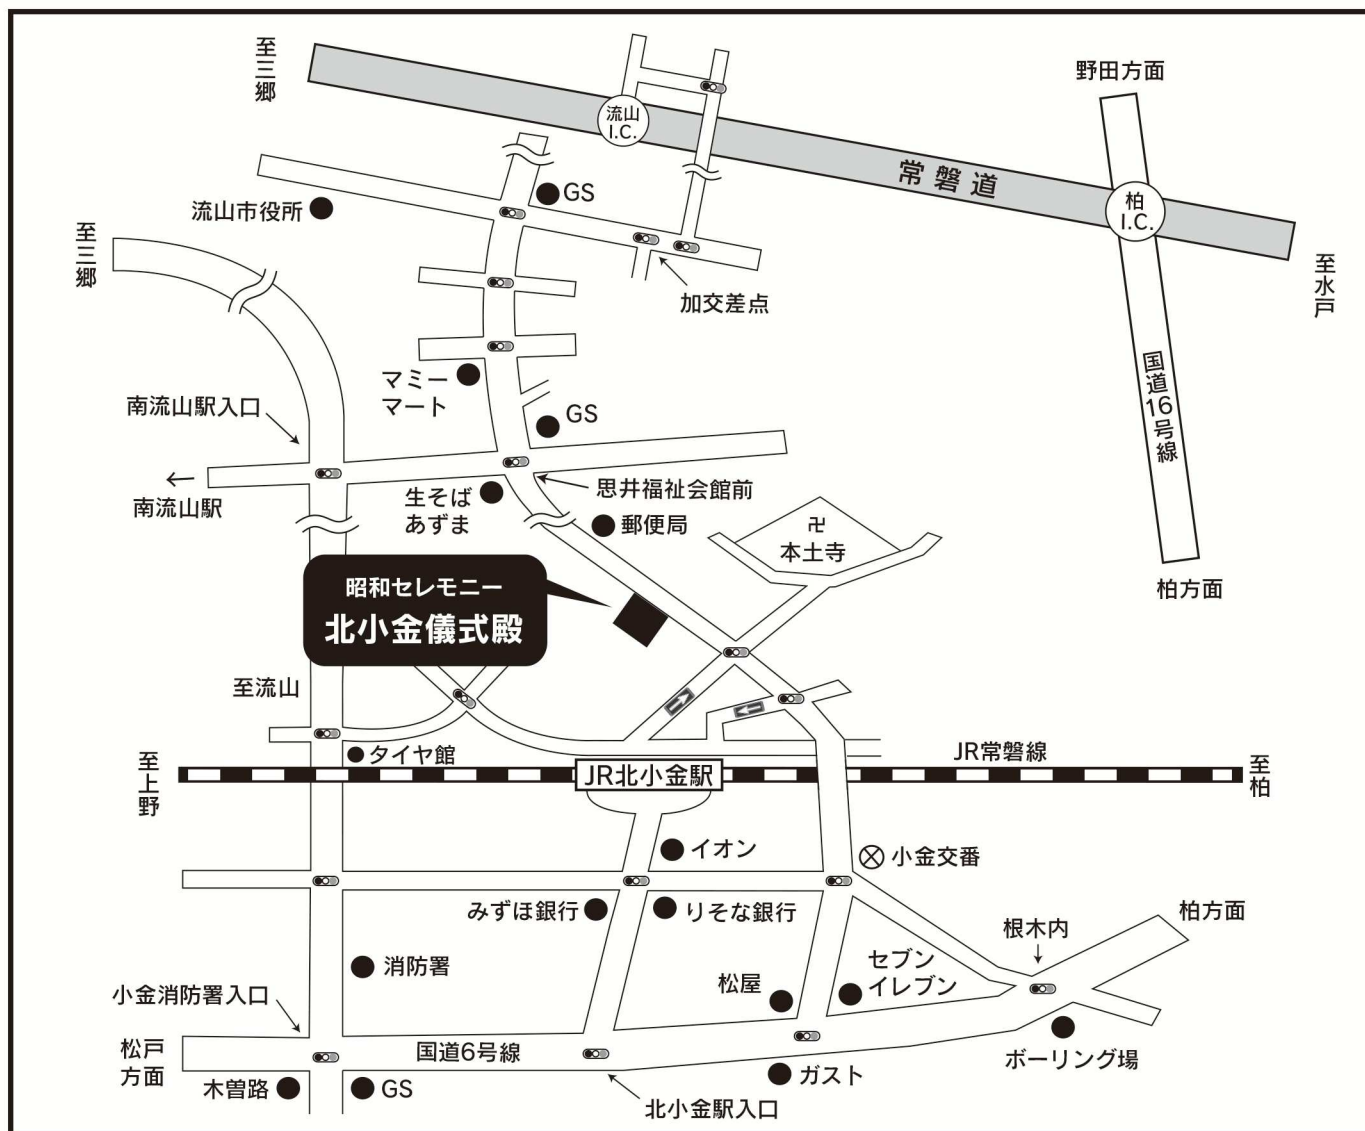 至三郷
野田方面
流山
I.C.
常磐道
柏
I.C.
GS
流山市役所
至三郷
至水戸
加交差点
国道16号線
マミー
マート
南流山駅入口
GS
←
南流山駅
思井福祉会館前
生そば
あずま
郵便局
卍
本土寺
柏方面
昭和セレモニー
北小金儀式殿
至流山
タイヤ館
JR常磐線
至上野
JR北小金駅
至柏
イオン
小金交番
みずほ銀行
りそな銀行
柏方面
根木内
消防署
松屋
セブン
イレブン
小金消防署入口
松戸
方面
国道6号線
ボーリング場
木曽路
GS
ガスト
北小金駅入口